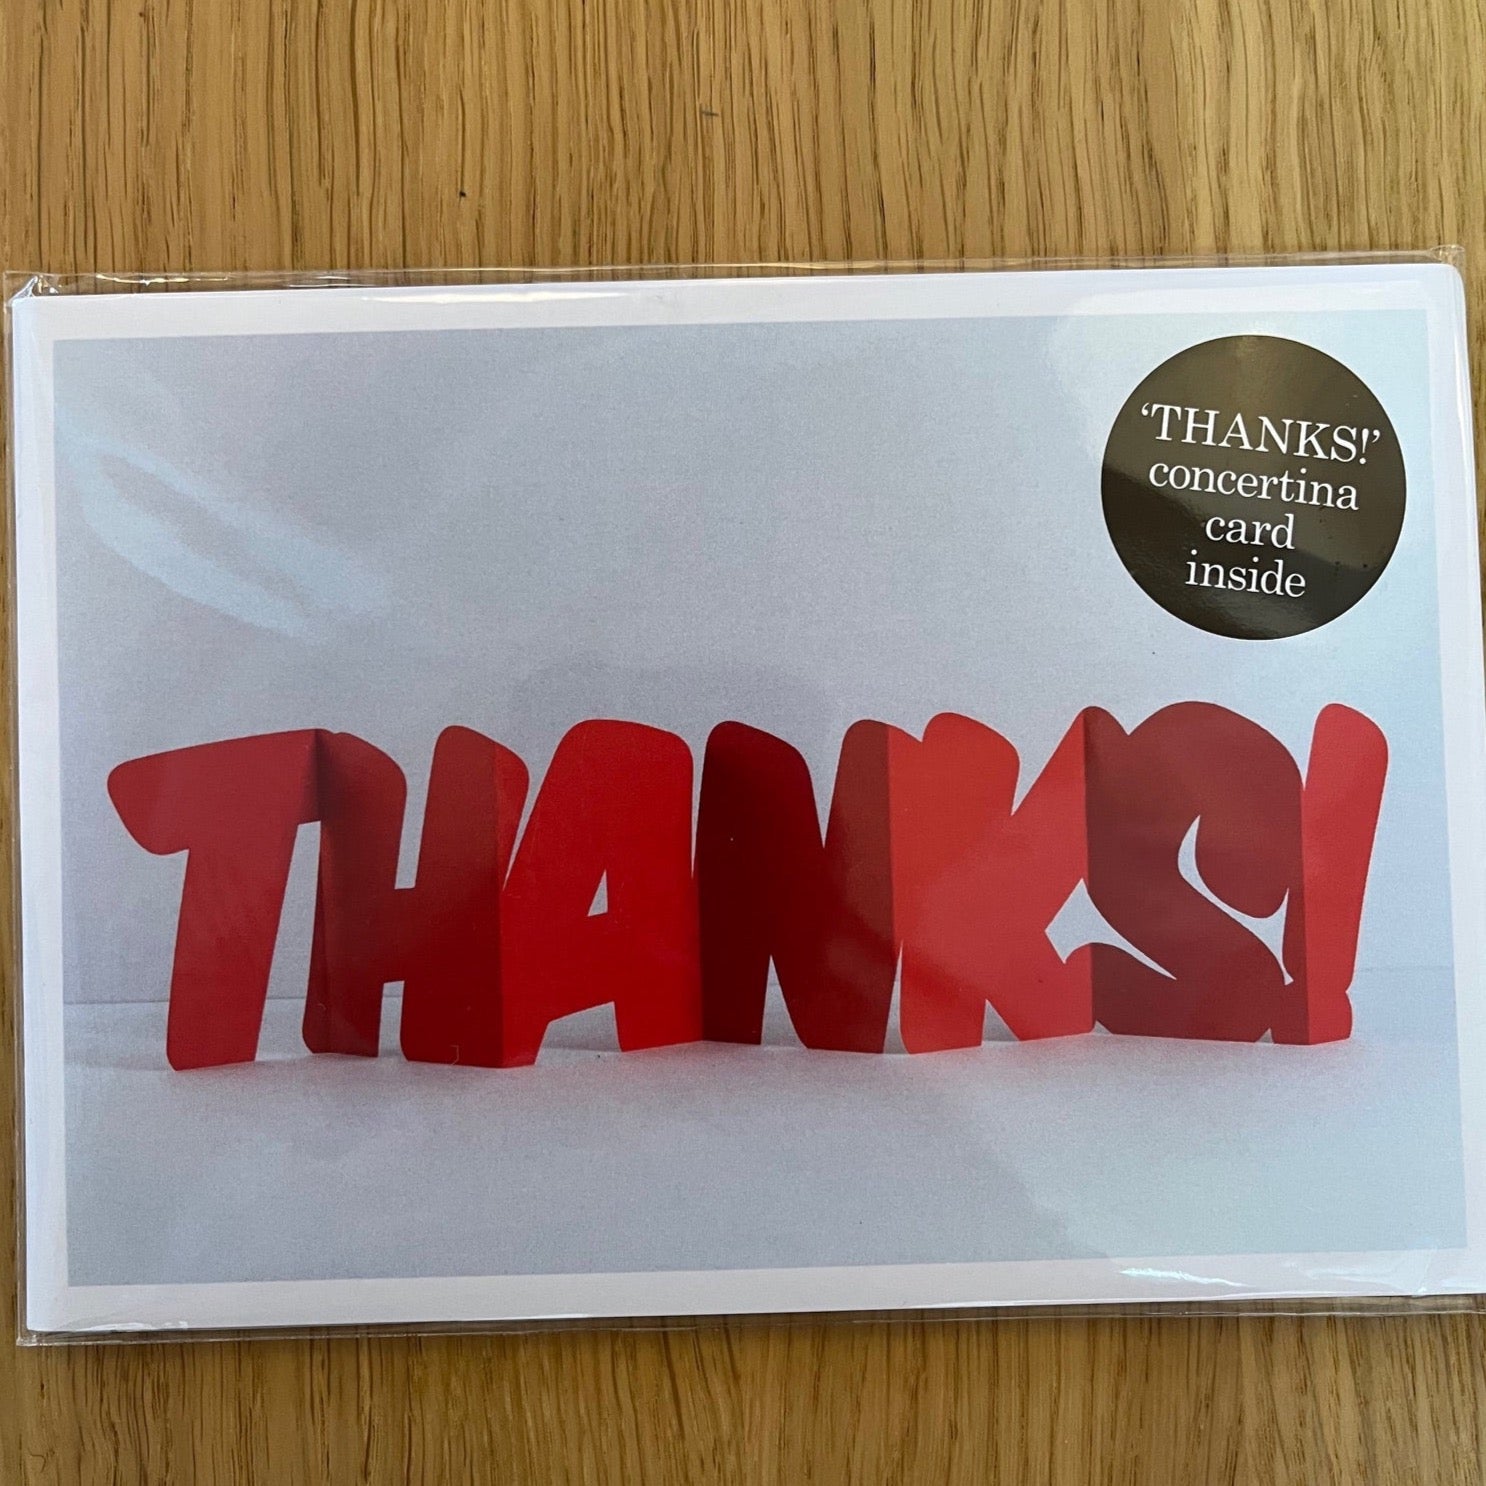 ‘THANKS!’
concertina
card
inside
THANKS!